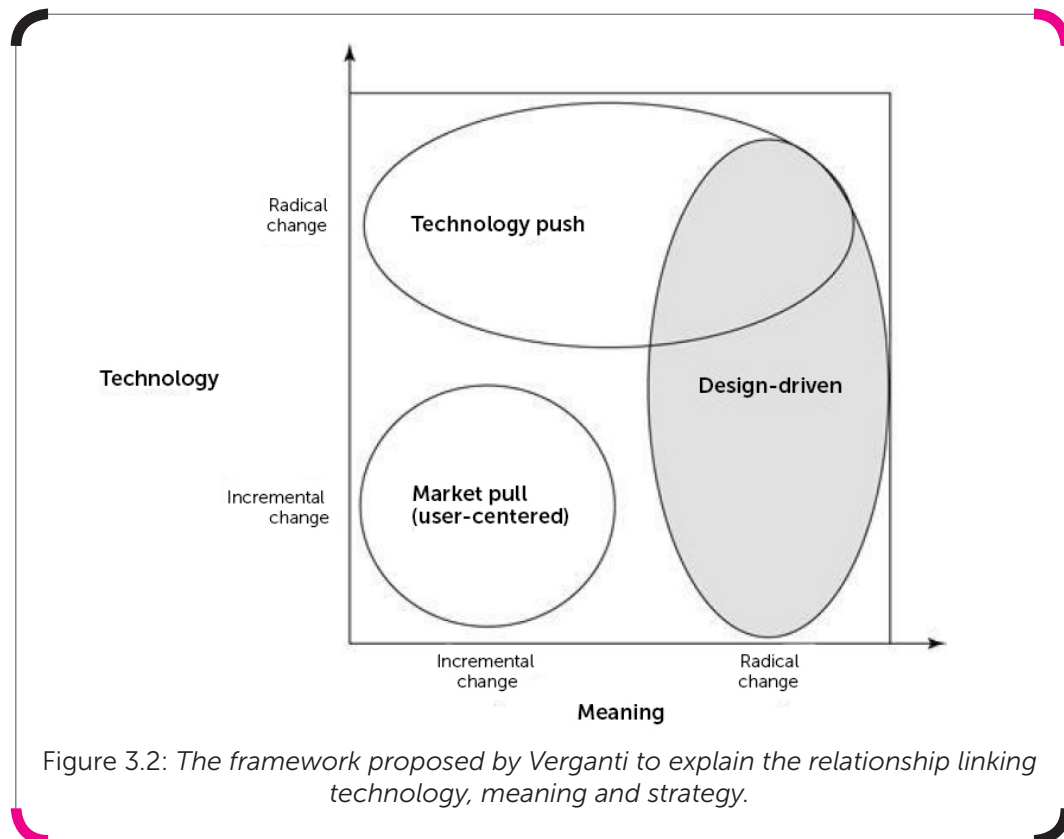 Radical
change
Technology push
Technology
Design-driven
Incremental
change
Market pull
(user-centered)
Incremental
change
Radical
change
Meaning
Figure 3.2: The framework proposed by Verganti to explain the relationship linking
technology, meaning and strategy.